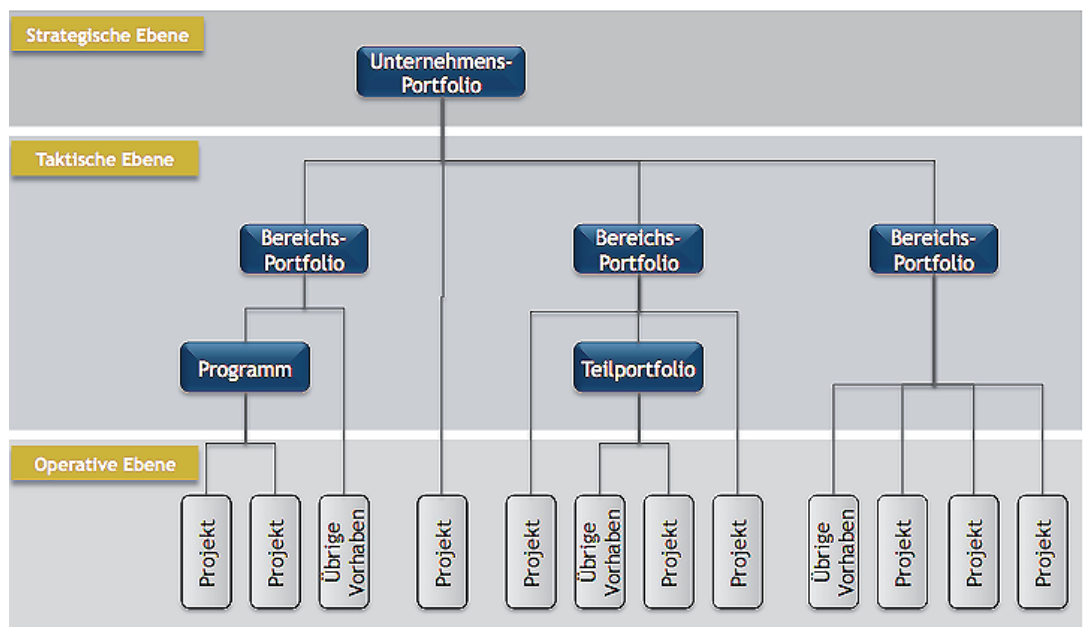 Strategische Ebene
Unternehmens-
Portfolio
Taktische Ebene
Bereichs-
Portfolio
Bereichs-
Portfolio
Bereichs-
Portfolio
Programm
Teilportfolio
Operative Ebene
Projekt
Projekt
Übrige
Vorhaben
Projekt
Projekt
Übrige
Vorhaben
Projekt
Projekt
Übrige
Vorhaben
Projekt
Projekt
Projekt